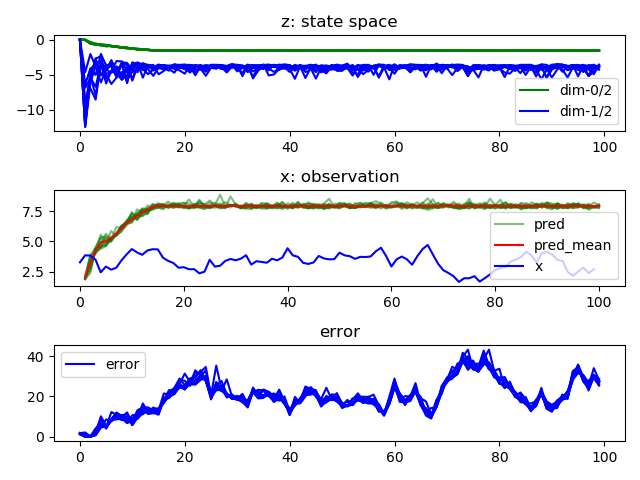 z: state space
0
−5
−10
dim-0/2
dim-1/2
0 20 40 60 80 100
x: observation
7.5
5.0
2.5
pred
pred_mean
x
0 20 40 60 80 100
error
40
20
0
error
0 20 40 60 80 100